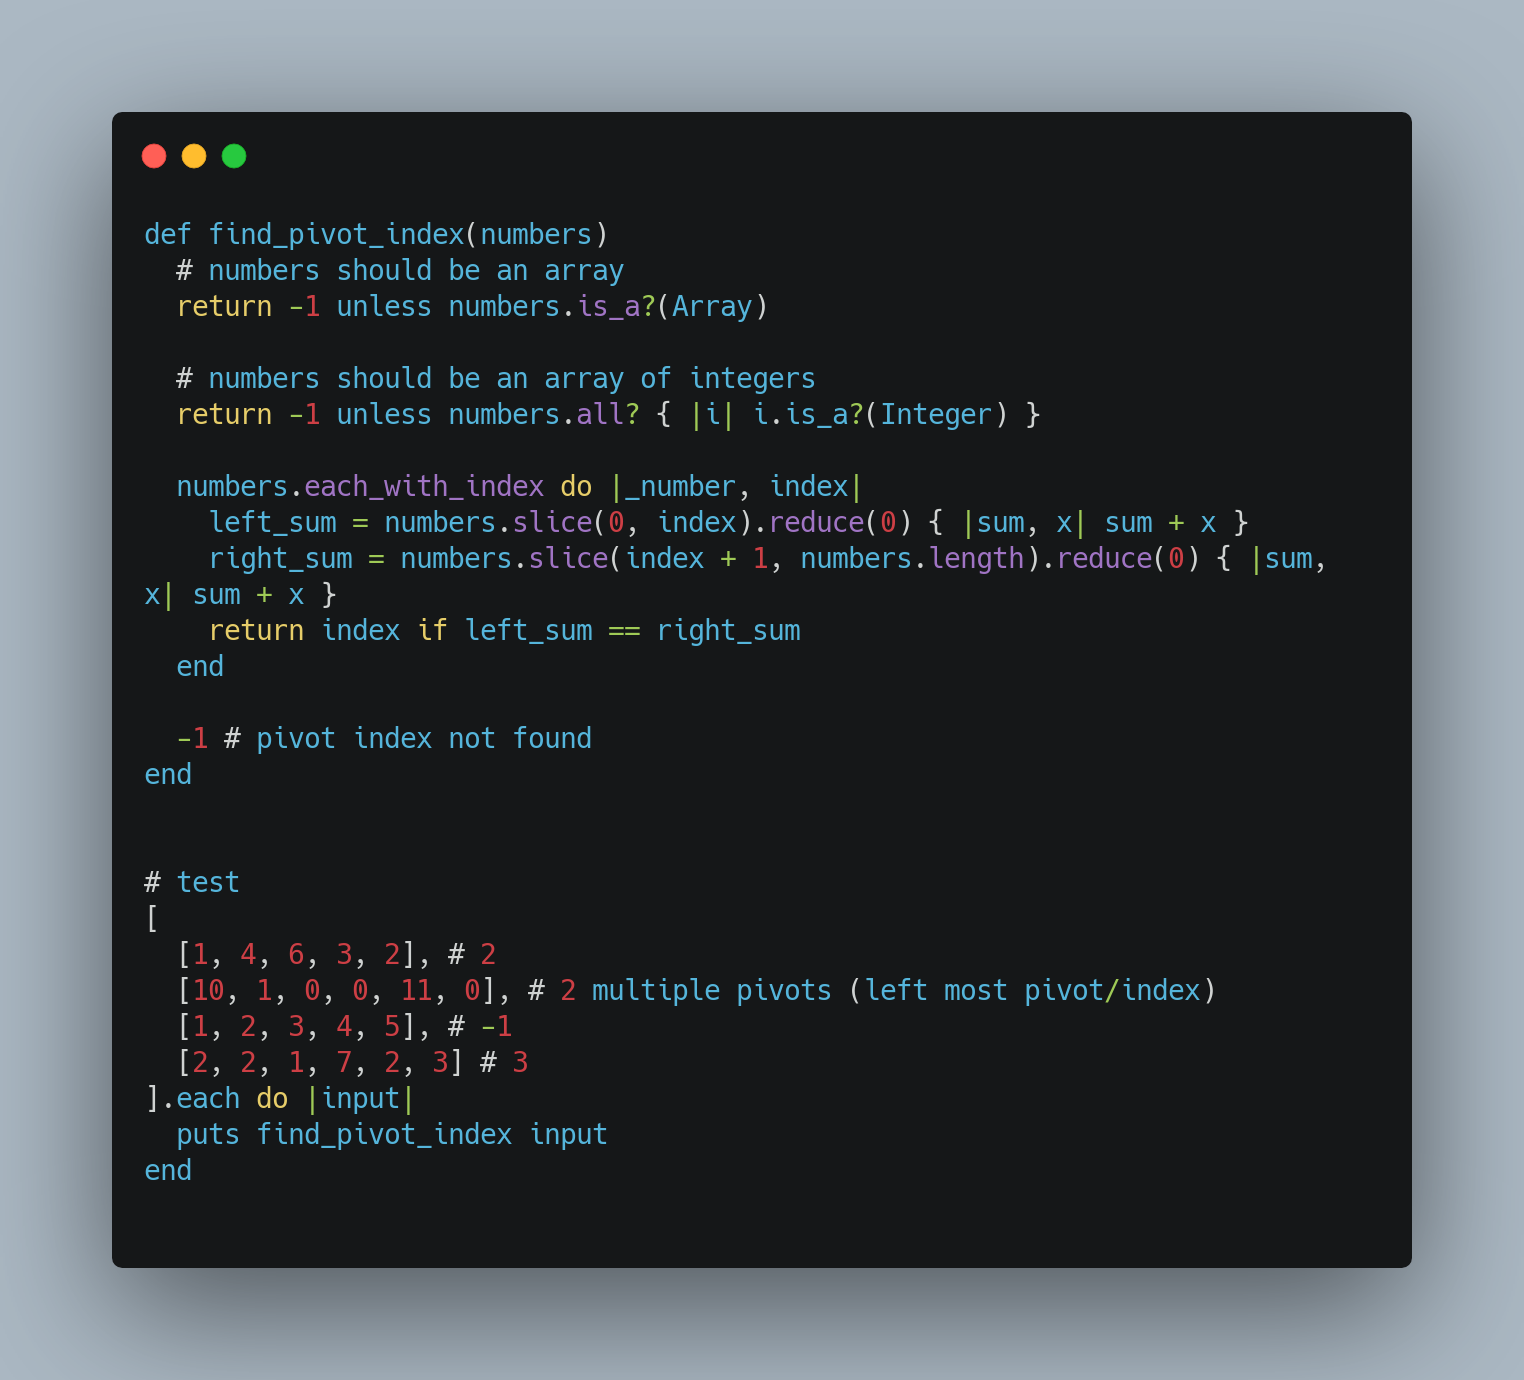 def find_pivot_index(numbers)
  # numbers should be an array
  return -1 unless numbers.is_a?(Array)

  # numbers should be an array of integers
  return -1 unless numbers.all? { |i| i.is_a?(Integer) }

  numbers.each_with_index do |_number, index|
    left_sum = numbers.slice(0, index).reduce(0) { |sum, x| sum + x }
    right_sum = numbers.slice(index + 1, numbers.length).reduce(0) { |sum,
x| sum + x }
    return index if left_sum == right_sum
  end

  -1 # pivot index not found
end


# test
[
  [1, 4, 6, 3, 2], # 2
  [10, 1, 0, 0, 11, 0], # 2 multiple pivots (left most pivot/index)
  [1, 2, 3, 4, 5], # -1
  [2, 2, 1, 7, 2, 3] # 3
].each do |input|
  puts find_pivot_index input
end